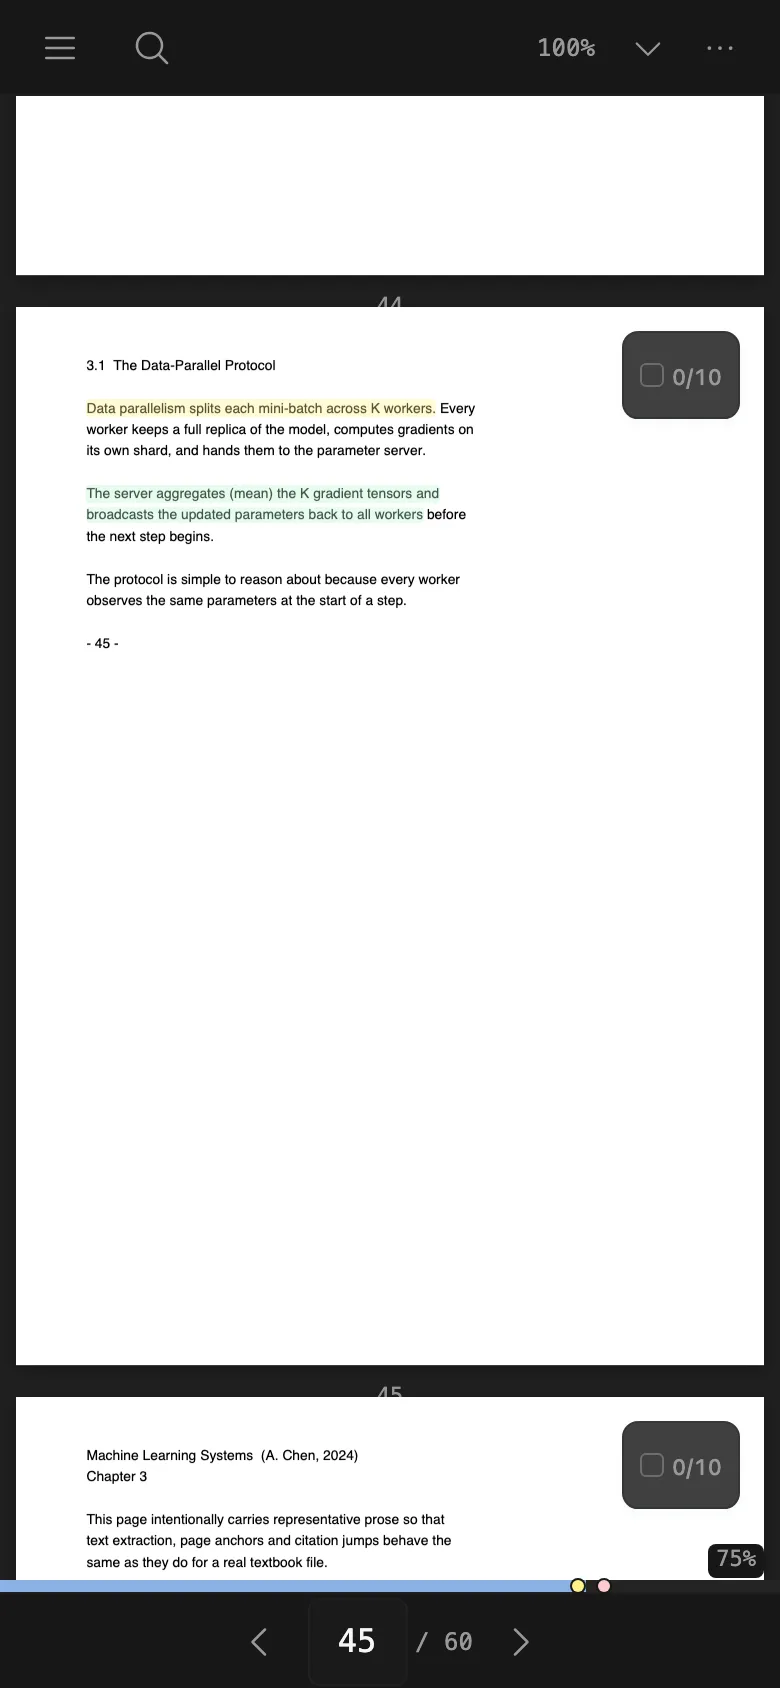 100%
44
3.1 The Data-Parallel Protocol
0/10
Data parallelism splits each mini-batch across K workers. Every
worker keeps a full replica of the model, computes gradients on
its own shard, and hands them to the parameter server.
The server aggregates (mean) the K gradient tensors and
broadcasts the updated parameters back to all workers before
the next step begins.
The protocol is simple to reason about because every worker
observes the same parameters at the start of a step.
- 45 -
45
Machine Learning Systems (A. Chen, 2024)
Chapter 3
0/10
This page intentionally carries representative prose so that
text extraction, page anchors and citation jumps behave the
same as they do for a real textbook file.
75%
45 / 60